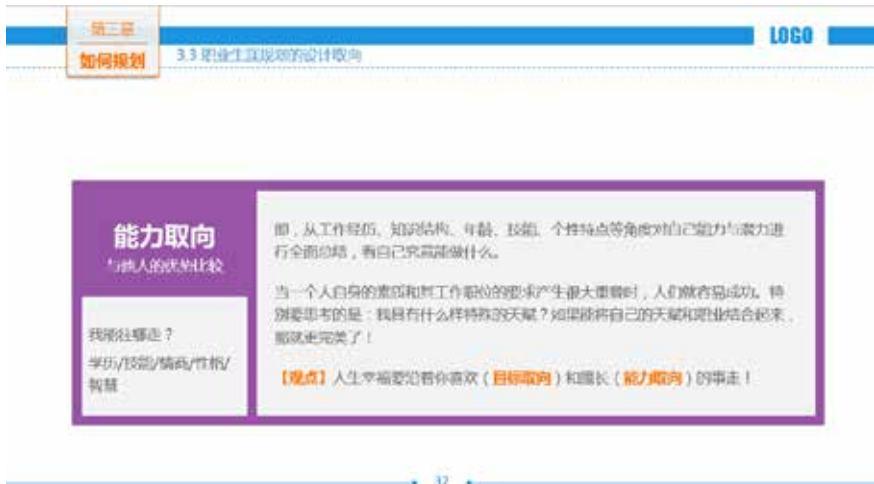 第三章
如何规划
3.3 职业生涯规划的设计取向
LOGO
能力取向
与他人的优势比较
我能往哪走？
学历/技能/情商/性格/
智慧
即，从工作经历、知识结构、年龄、技能、个性特点等角度对自己能力与潜力进
行全面总结，看自己究竟能做什么。
当一个人自身的素质和其工作职位的要求产生很大重叠时，人们就容易成功。特
别要思考的是：我具有什么样特殊的天赋？如果能将自己的天赋和职业结合起来，
那就更完美了！
【观点】人生幸福要沿着你喜欢（目标取向）和擅长（能力取向）的事走！
32